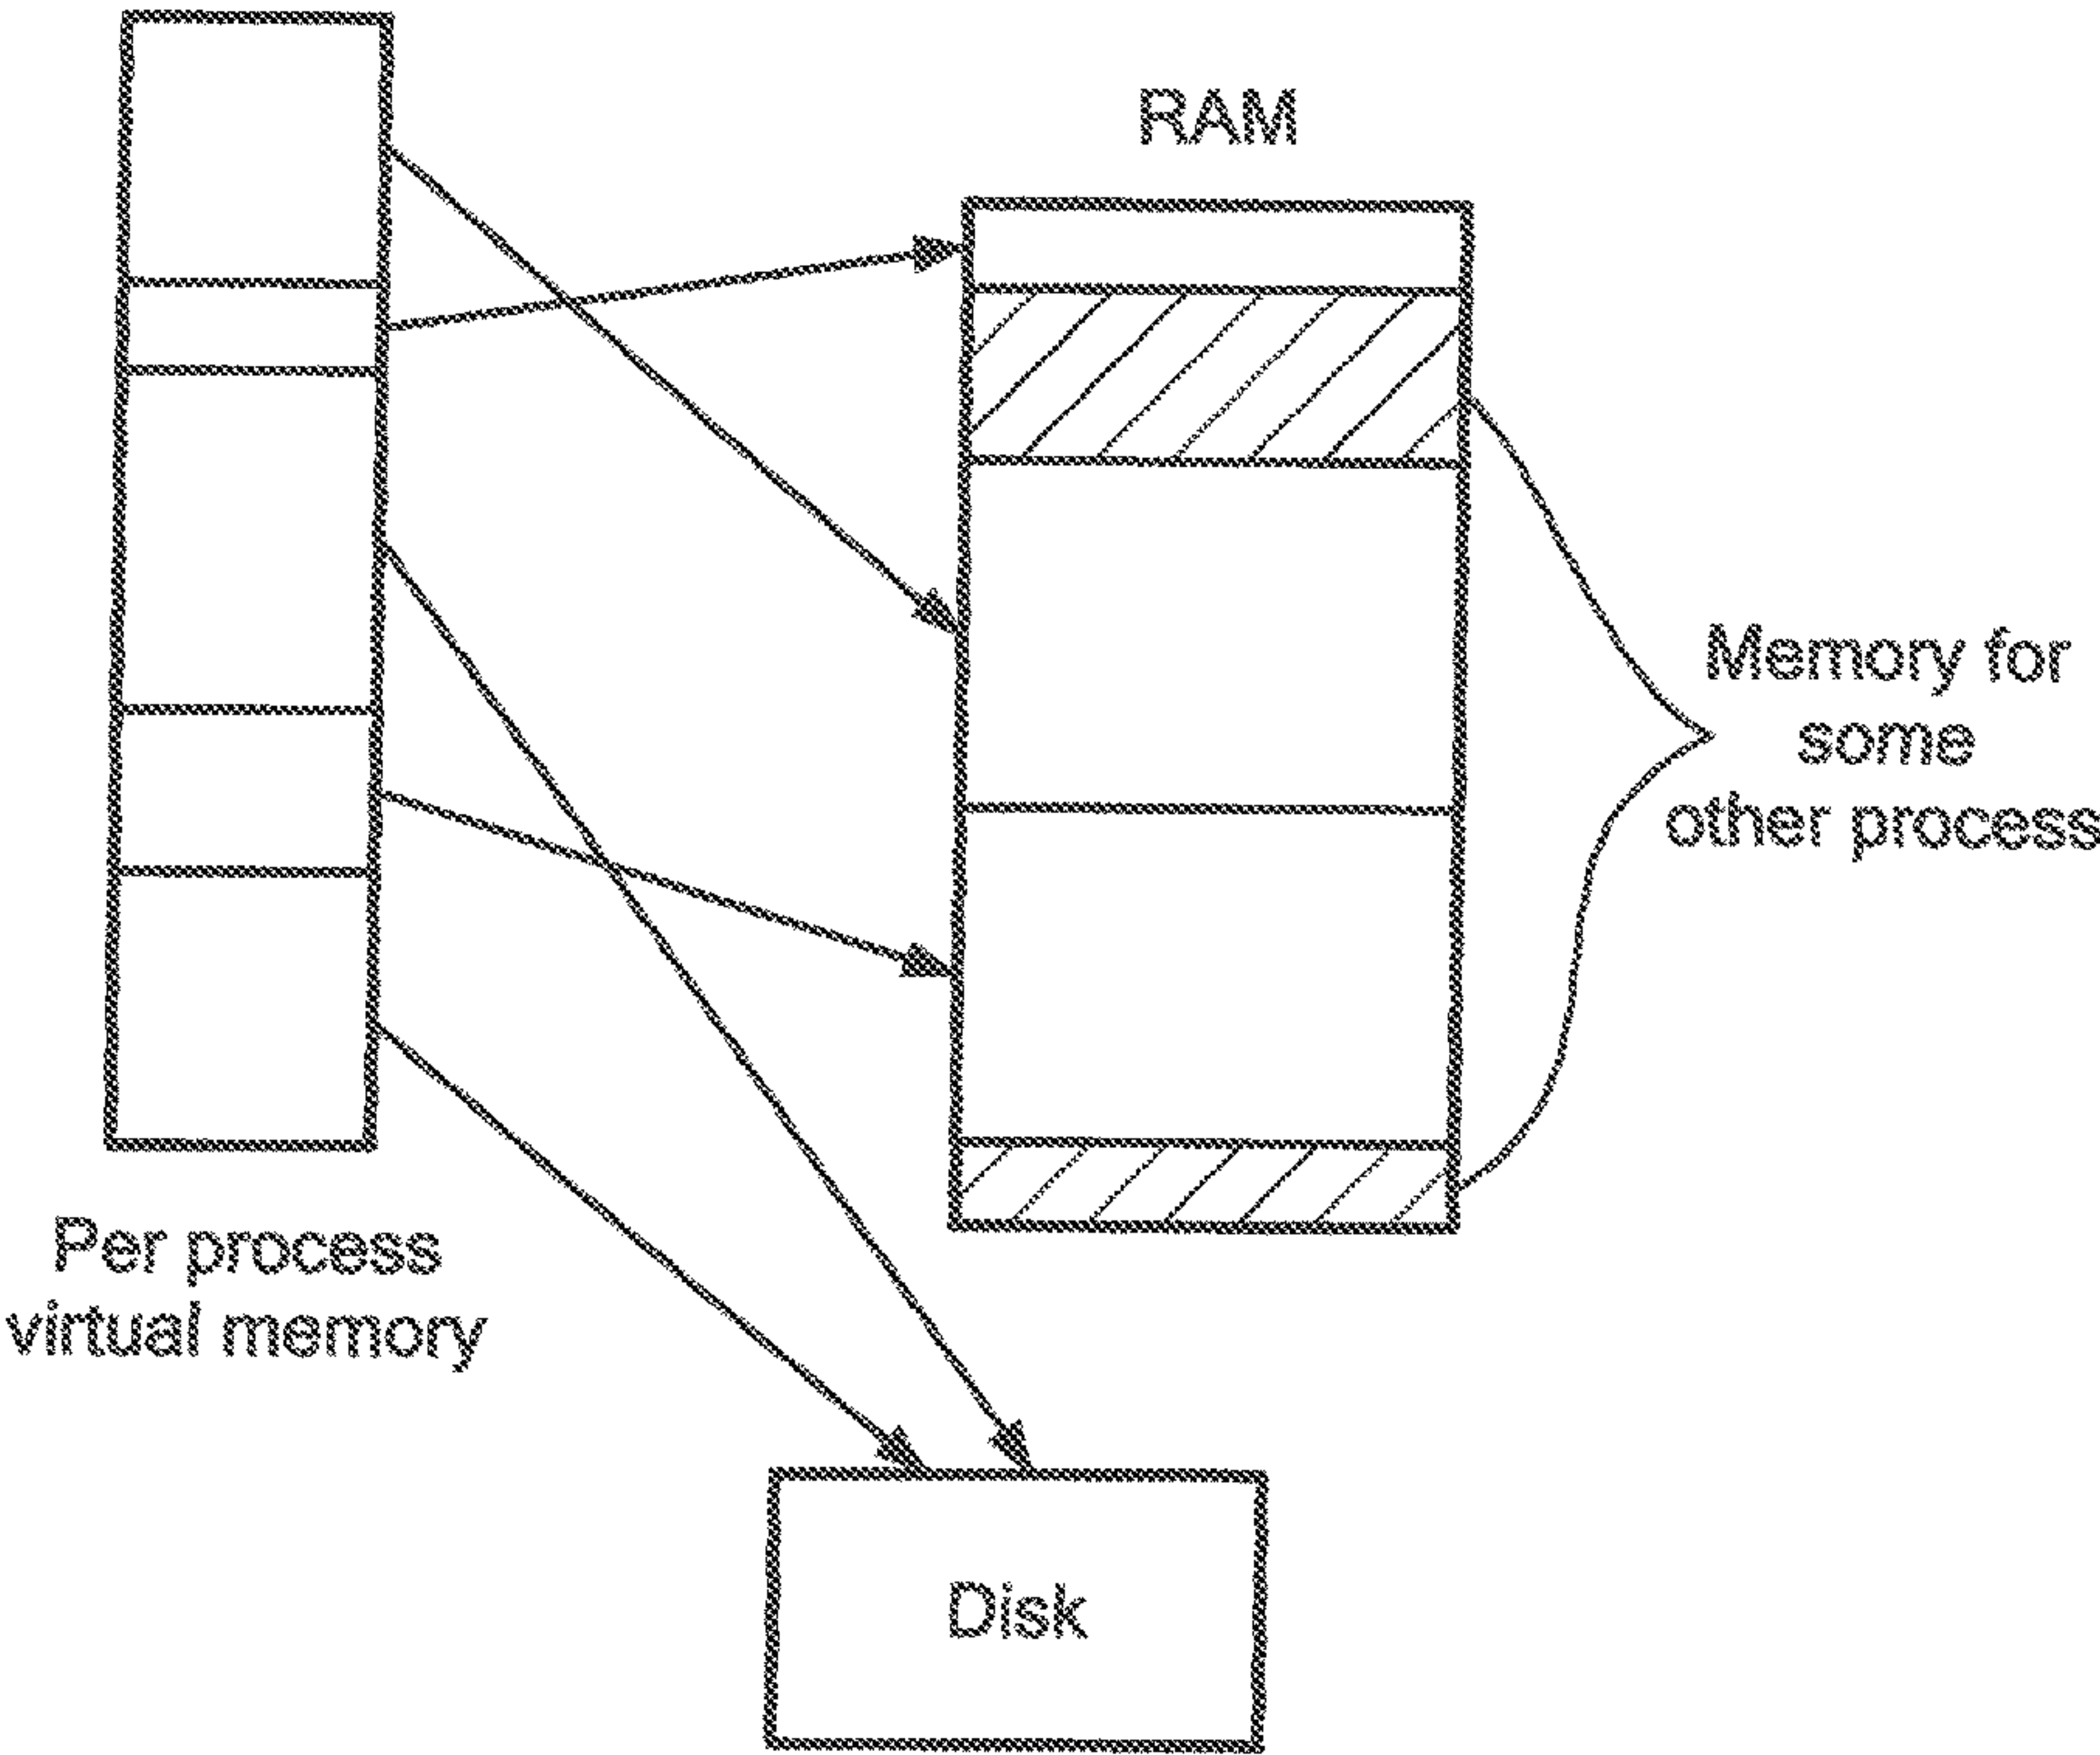 RAM
Memory for
some
other process
Per process
virtual memory
Disk